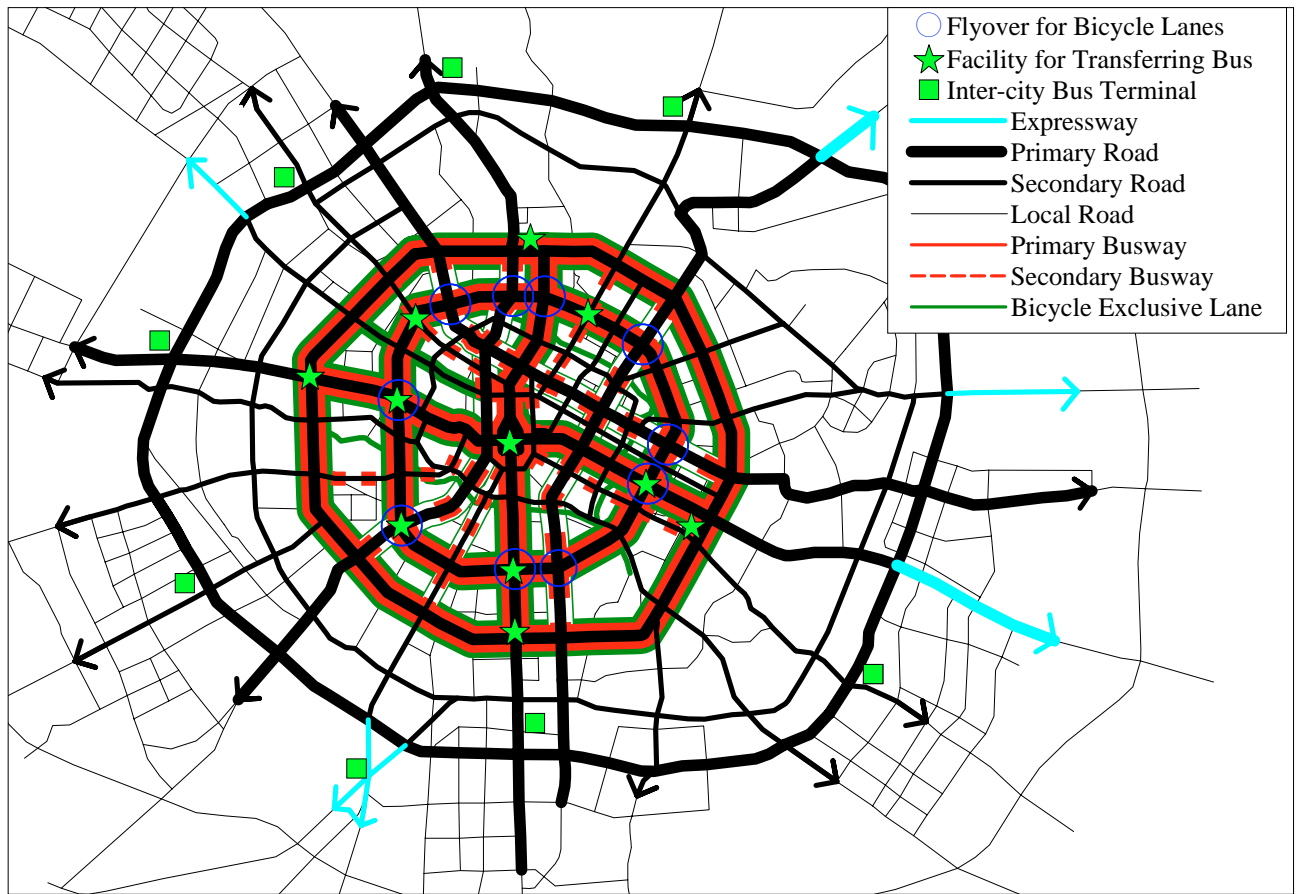 Flyover for Bicycle Lanes
Facility for Transferring Bus
Inter-city Bus Terminal
Expressway
Primary Road
Secondary Road
Local Road
Primary Busway
Secondary Busway
Bicycle Exclusive Lane